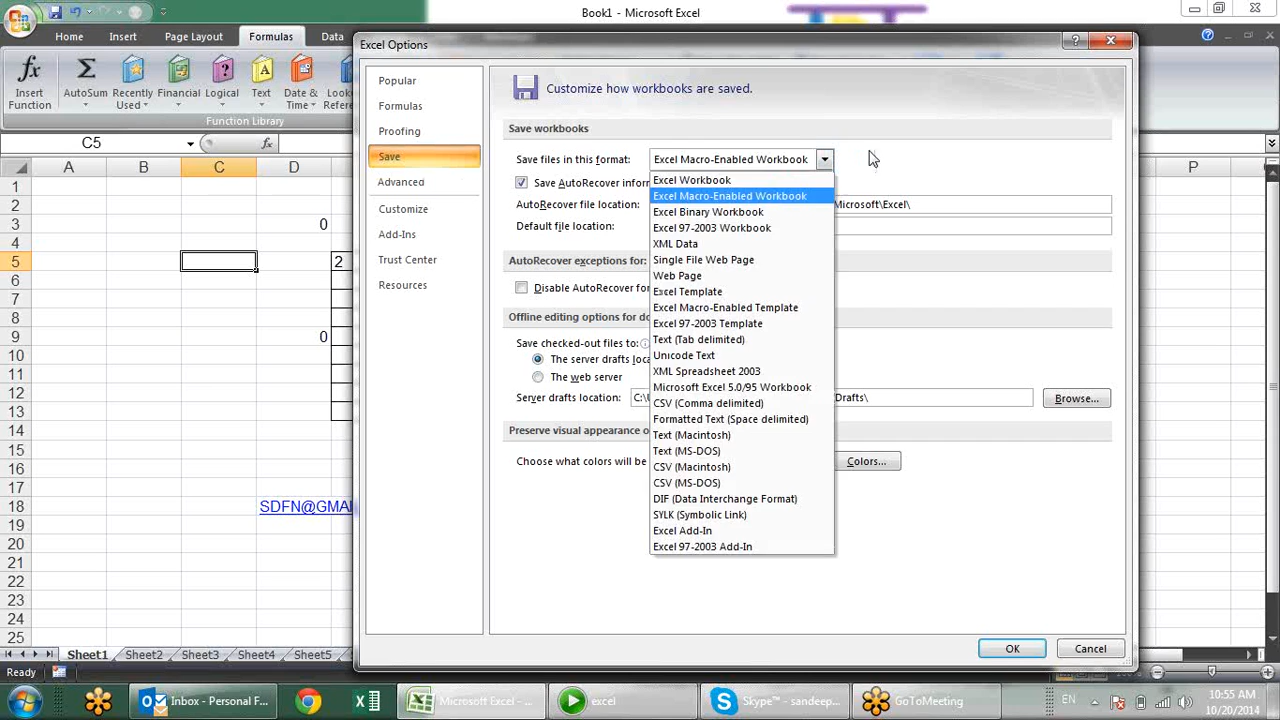 Book1 - Microsoft Excel
Home Insert Page Layout Formulas Data
Insert Function
AutoSum
Recently Used
Financial
Logical
Text
Date & Time
Function Library
C5
fx
A B C D P
1
2
3 0
4
5 2
6
7
8
9 0
10
11
12
13
14
15
16
17
18 SDFN@GMA
19
20
21
22
23
24
25
Sheet1 Sheet2 Sheet3 Sheet4 Sheet5
Ready
Excel Options
Popular
Formulas
Proofing
Save
Advanced
Customize
Add-Ins
Trust Center
Resources
Customize how workbooks are saved.
Save workbooks
Save files in this format: Excel Macro-Enabled Workbook
Save AutoRecover infor
AutoRecover file location: Microsoft\Excel\
Default file location:
AutoRecover exceptions for:
Disable AutoRecover for
Offline editing options for do
Save checked-out files to:
The server drafts loca
The web server
Server drafts location: C:\U Drafts\ Browse...
Preserve visual appearance o
Choose what colors will be Colors...
Excel Workbook
Excel Macro-Enabled Workbook
Excel Binary Workbook
Excel 97-2003 Workbook
XML Data
Single File Web Page
Web Page
Excel Template
Excel Macro-Enabled Template
Excel 97-2003 Template
Text (Tab delimited)
Unicode Text
XML Spreadsheet 2003
Microsoft Excel 5.0/95 Workbook
CSV (Comma delimited)
Formatted Text (Space delimited)
Text (Macintosh)
Text (MS-DOS)
CSV (Macintosh)
CSV (MS-DOS)
DIF (Data Interchange Format)
SYLK (Symbolic Link)
Excel Add-In
Excel 97-2003 Add-In
OK Cancel
Inbox - Personal F...
Microsoft Excel - ...
excel
Skype™ - sandeep...
GoToMeeting
EN
10:55 AM
10/20/2014